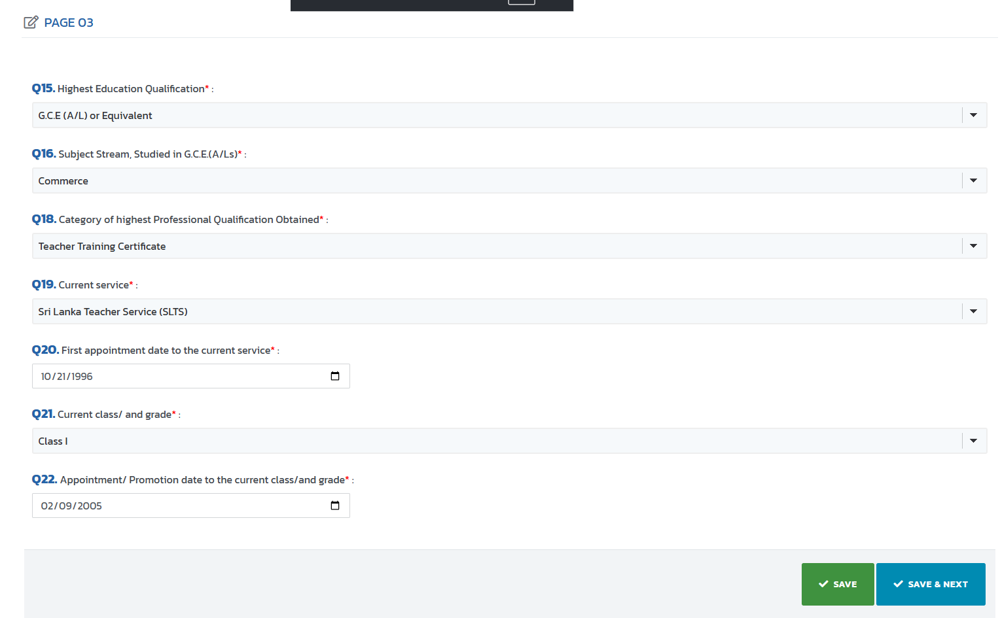 PAGE 03
Q15. Highest Education Qualification* :
G.C.E (A/L) or Equivalent
Q16. Subject Stream, Studied in G.C.E.(A/Ls)* :
Commerce
Q18. Category of highest Professional Qualification Obtained* :
Teacher Training Certificate
Q19. Current service* :
Sri Lanka Teacher Service (SLTS)
Q20. First appointment date to the current service* :
10/21/1996
Q21. Current class/ and grade* :
Class I
Q22. Appointment/ Promotion date to the current class/and grade* :
02/09/2005
SAVE SAVE & NEXT